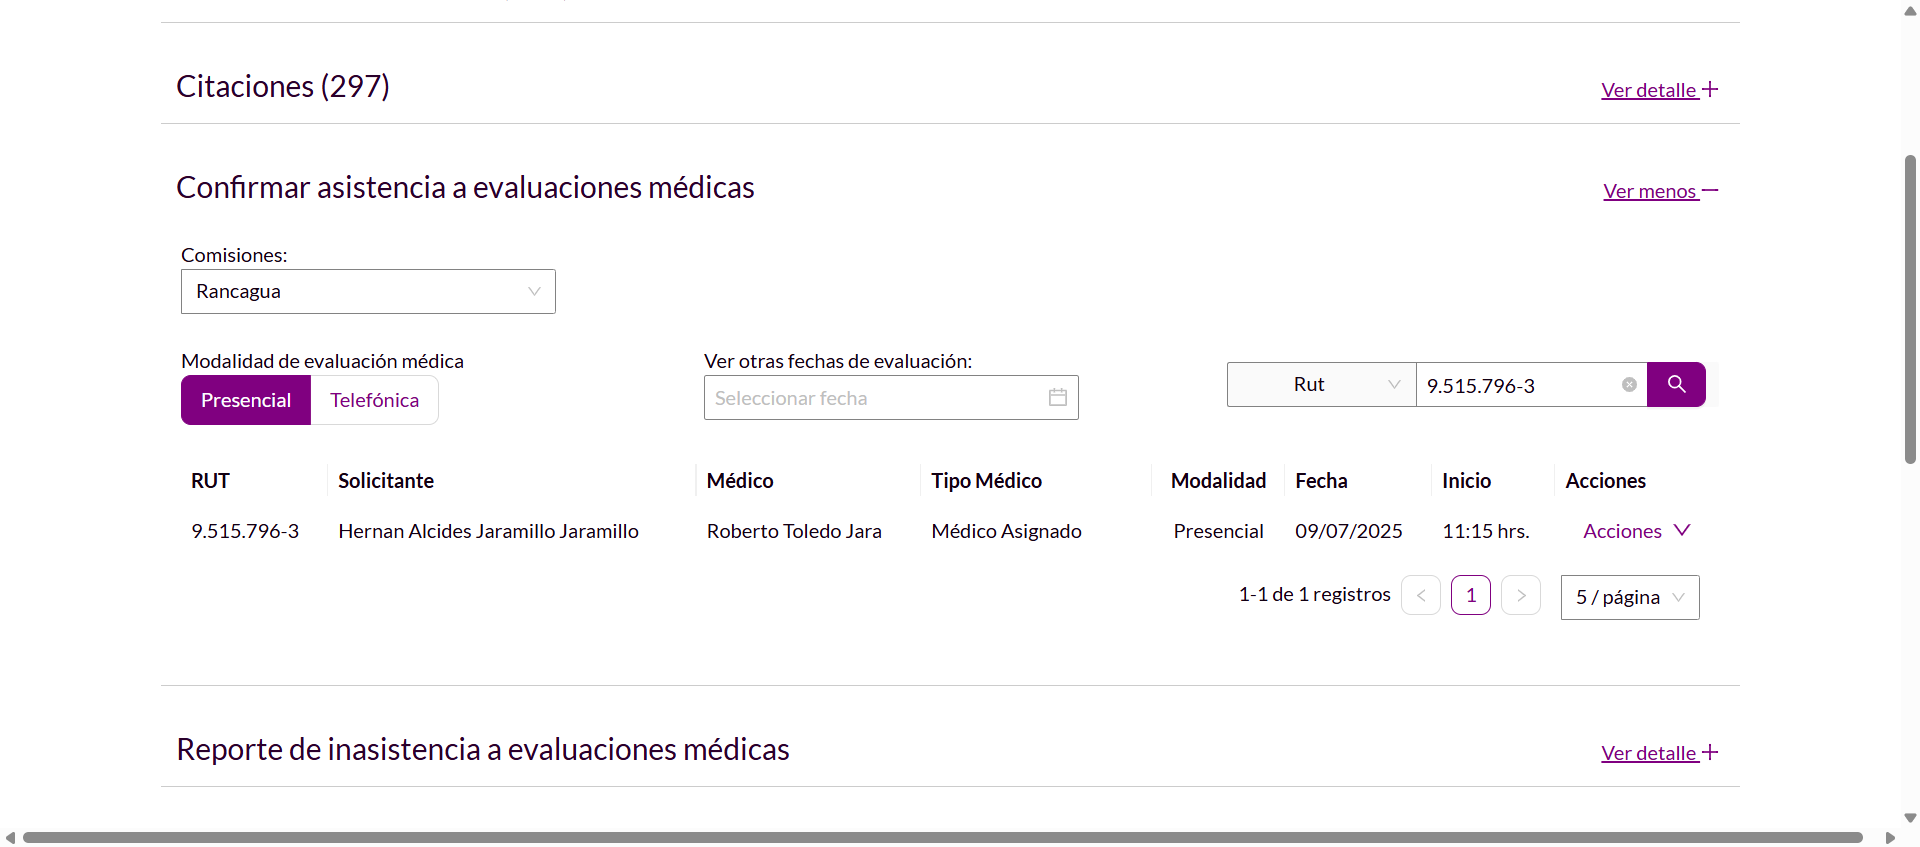 Citaciones (297)
Ver detalle
Confirmar asistencia a evaluaciones médicas
Ver menos
Comisiones:
Rancagua
Modalidad de evaluación médica
Presencial Telefónica
Ver otras fechas de evaluación:
Seleccionar fecha
Rut 9.515.796-3
RUT Solicitante Médico Tipo Médico Modalidad Fecha Inicio Acciones
9.515.796-3 Hernan Alcides Jaramillo Jaramillo Roberto Toledo Jara Médico Asignado Presencial 09/07/2025 11:15 hrs. Acciones
1-1 de 1 registros < 1 > 5 / página
Reporte de inasistencia a evaluaciones médicas
Ver detalle